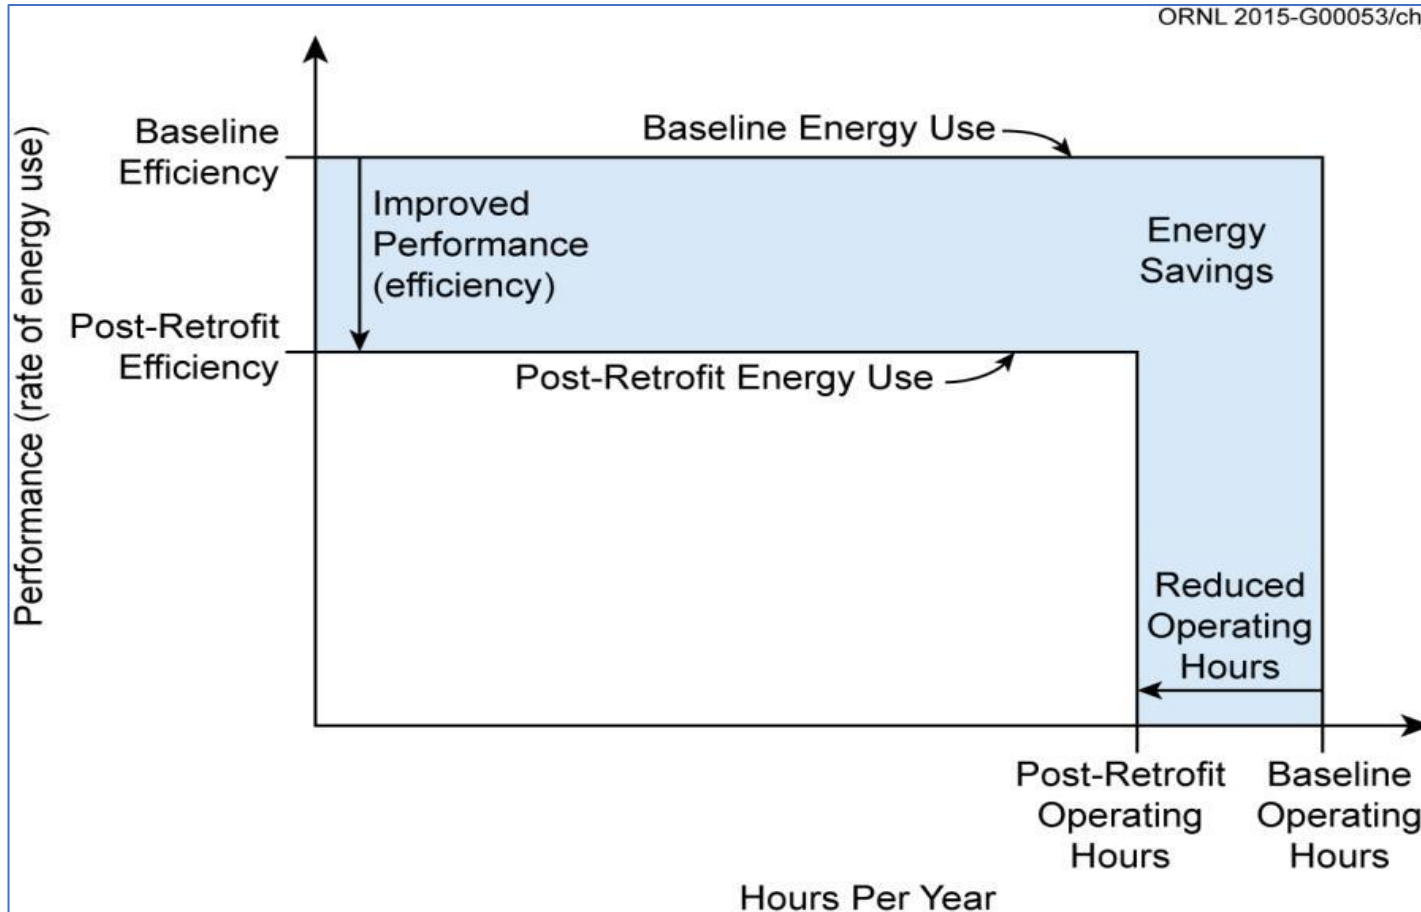 ORNL 2015-G00053/chj
Performance (rate of energy use)
Baseline
Efficiency
Baseline Energy Use
Improved
Performance
(efficiency)
Energy
Savings
Post-Retrofit
Efficiency
Post-Retrofit Energy Use
Reduced
Operating
Hours
Post-Retrofit
Operating
Hours
Baseline
Operating
Hours
Hours Per Year